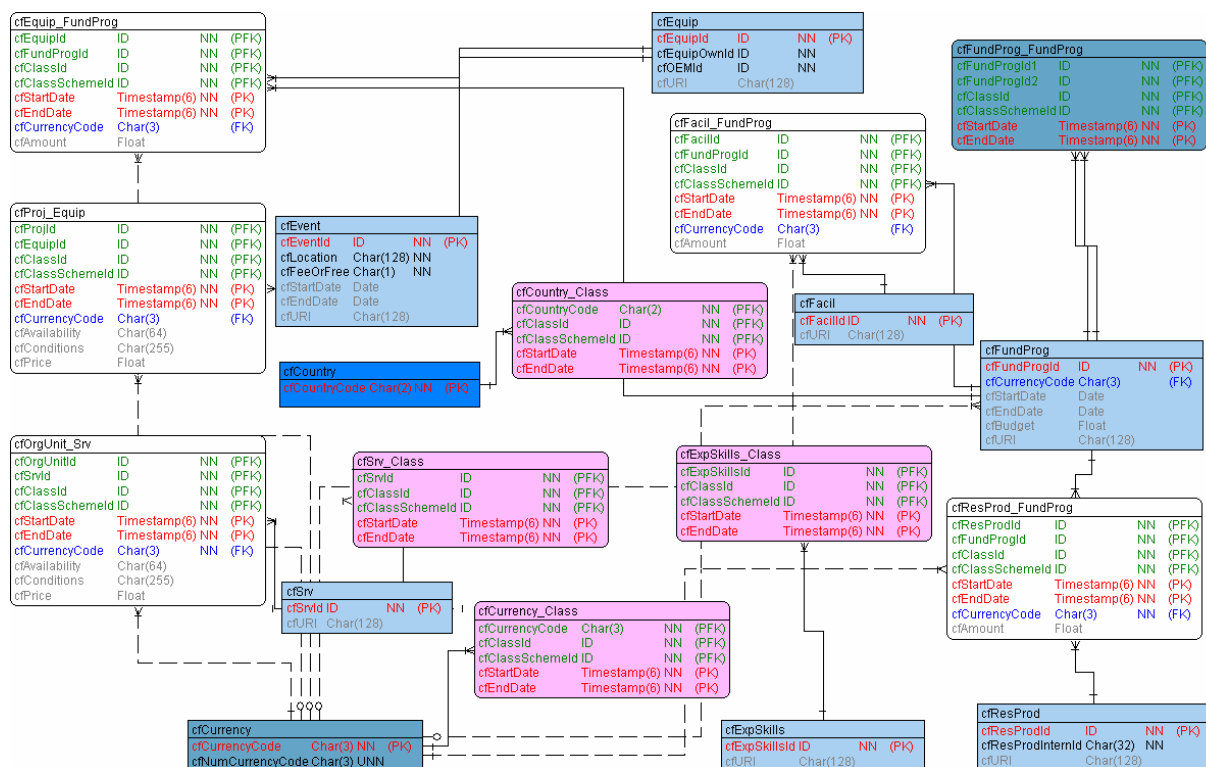 cfEquip_FundProg
cfEquipId ID NN (PFK)
cfFundProgId ID NN (PFK)
cfClassId ID NN (PFK)
cfClassSchemeId ID NN (PFK)
cfStartDate Timestamp(6) NN (PK)
cfEndDate Timestamp(6) NN (PK)
cfCurrencyCode Char(3) (FK)
cfAmount Float
cfEquip
cfEquipId ID NN (PK)
cfEquipOwnId ID NN
cfOEMId ID NN
cfURI Char(128)
cfFundProg_FundProg
cfFundProgId1 ID NN (PFK)
cfFundProgId2 ID NN (PFK)
cfClassId ID NN (PFK)
cfClassSchemeId ID NN (PFK)
cfStartDate Timestamp(6) NN (PK)
cfEndDate Timestamp(6) NN (PK)
cfFacil_FundProg
cfFacilId ID NN (PFK)
cfFundProgId ID NN (PFK)
cfClassId ID NN (PFK)
cfClassSchemeId ID NN (PFK)
cfStartDate Timestamp(6) NN (PK)
cfEndDate Timestamp(6) NN (PK)
cfCurrencyCode Char(3) (FK)
cfAmount Float
cfProj_Equip
cfProjId ID NN (PFK)
cfEquipId ID NN (PFK)
cfClassId ID NN (PFK)
cfClassSchemeId ID NN (PFK)
cfStartDate Timestamp(6) NN (PK)
cfEndDate Timestamp(6) NN (PK)
cfCurrencyCode Char(3) (FK)
cfAvailability Char(64)
cfConditions Char(255)
cfPrice Float
cfEvent
cfEventId ID NN (PK)
cfLocation Char(128) NN
cfFeeOrFree Char(1) NN
cfStartDate Date
cfEndDate Date
cfURI Char(128)
cfCountry_Class
cfCountryCode Char(2) NN (PFK)
cfClassId ID NN (PFK)
cfClassSchemeId ID NN (PFK)
cfStartDate Timestamp(6) NN (PK)
cfEndDate Timestamp(6) NN (PK)
cfFacil
cfFacilId ID NN (PK)
cfURI Char(128)
cfCountry
cfCountryCode Char(2) NN (PK)
cfFundProg
cfFundProgId ID NN (PK)
cfCurrencyCode Char(3) (FK)
cfStartDate Date
cfEndDate Date
cfBudget Float
cfURI Char(128)
cfOrgUnit_Srv
cfOrgUnitId ID NN (PFK)
cfSrvId ID NN (PFK)
cfClassId ID NN (PFK)
cfClassSchemeId ID NN (PFK)
cfStartDate Timestamp(6) NN (PK)
cfEndDate Timestamp(6) NN (PK)
cfCurrencyCode Char(3) NN (FK)
cfAvailability Char(64)
cfConditions Char(255)
cfPrice Float
cfSrv_Class
cfSrvId ID NN (PFK)
cfClassId ID NN (PFK)
cfClassSchemeId ID NN (PFK)
cfStartDate Timestamp(6) NN (PK)
cfEndDate Timestamp(6) NN (PK)
cfExpSkills_Class
cfExpSkillsId ID NN (PFK)
cfClassId ID NN (PFK)
cfClassSchemeId ID NN (PFK)
cfStartDate Timestamp(6) NN (PK)
cfEndDate Timestamp(6) NN (PK)
cfResProd_FundProg
cfResProdId ID NN (PFK)
cfFundProgId ID NN (PFK)
cfClassId ID NN (PFK)
cfClassSchemeId ID NN (PFK)
cfStartDate Timestamp(6) NN (PK)
cfEndDate Timestamp(6) NN (PK)
cfCurrencyCode Char(3) NN (FK)
cfAmount Float
cfSrv
cfSrvId ID NN (PK)
cfURI Char(128)
cfCurrency_Class
cfCurrencyCode Char(3) NN (PFK)
cfClassId ID NN (PFK)
cfClassSchemeId ID NN (PFK)
cfStartDate Timestamp(6) NN (PK)
cfEndDate Timestamp(6) NN (PK)
cfCurrency
cfCurrencyCode Char(3) NN (PK)
cfNumCurrencyCode Char(3) UNN
cfExpSkills
cfExpSkillsId ID NN (PK)
cfURI Char(128)
cfResProd
cfResProdId ID NN (PK)
cfResProdInternId Char(32) NN
cfURI Char(128)